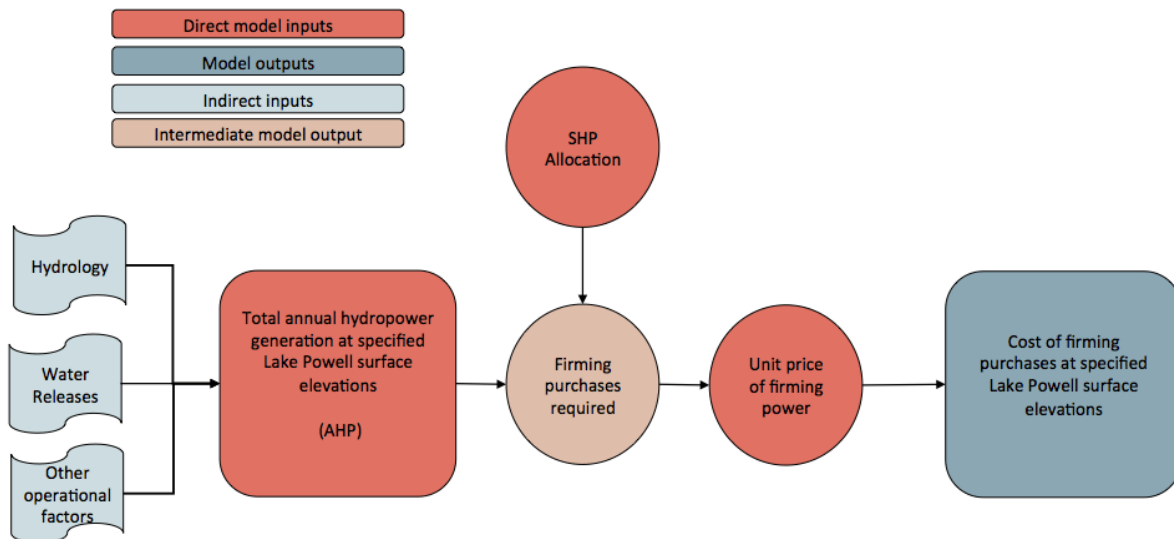 Direct model inputs
Model outputs
Indirect inputs
Intermediate model output
SHP
Allocation
Hydrology
Water
Releases
Other
operational
factors
Total annual hydropower
generation at specified
Lake Powell surface
elevations
(AHP)
Firming
purchases
required
Unit price
of firming
power
Cost of firming
purchases at specified
Lake Powell surface
elevations